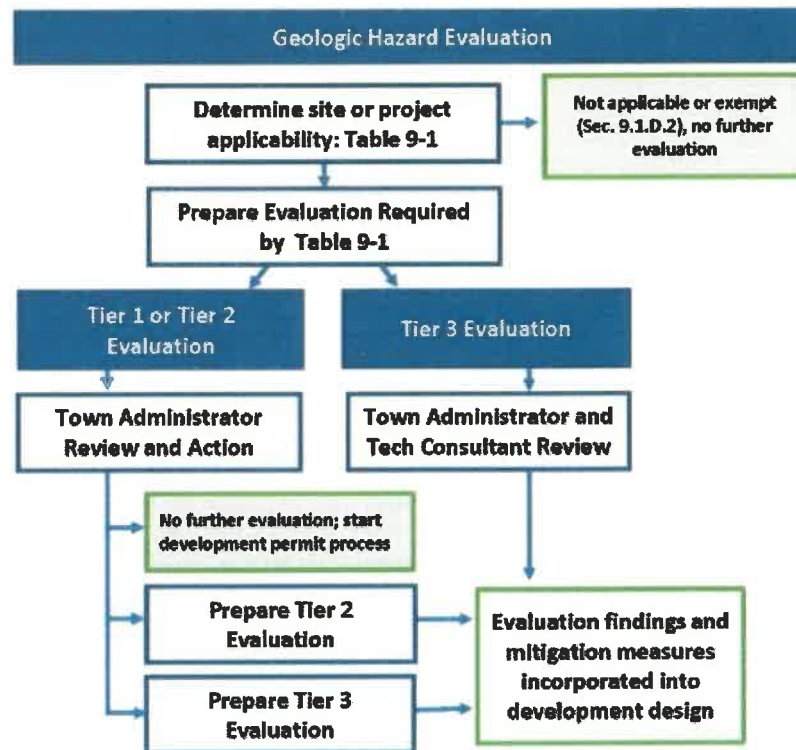 Geologic Hazard Evaluation
Determine site or project
applicability: Table 9-1
Not applicable or exempt
(Sec. 9.1.D.2), no further
evaluation
Prepare Evaluation Required
by Table 9-1
Tier 1 or Tier 2
Evaluation
Tier 3 Evaluation
Town Administrator
Review and Action
Town Administrator and
Tech Consultant Review
No further evaluation; start
development permit process
Prepare Tier 2
Evaluation
Evaluation findings and
mitigation measures
incorporated into
development design
Prepare Tier 3
Evaluation